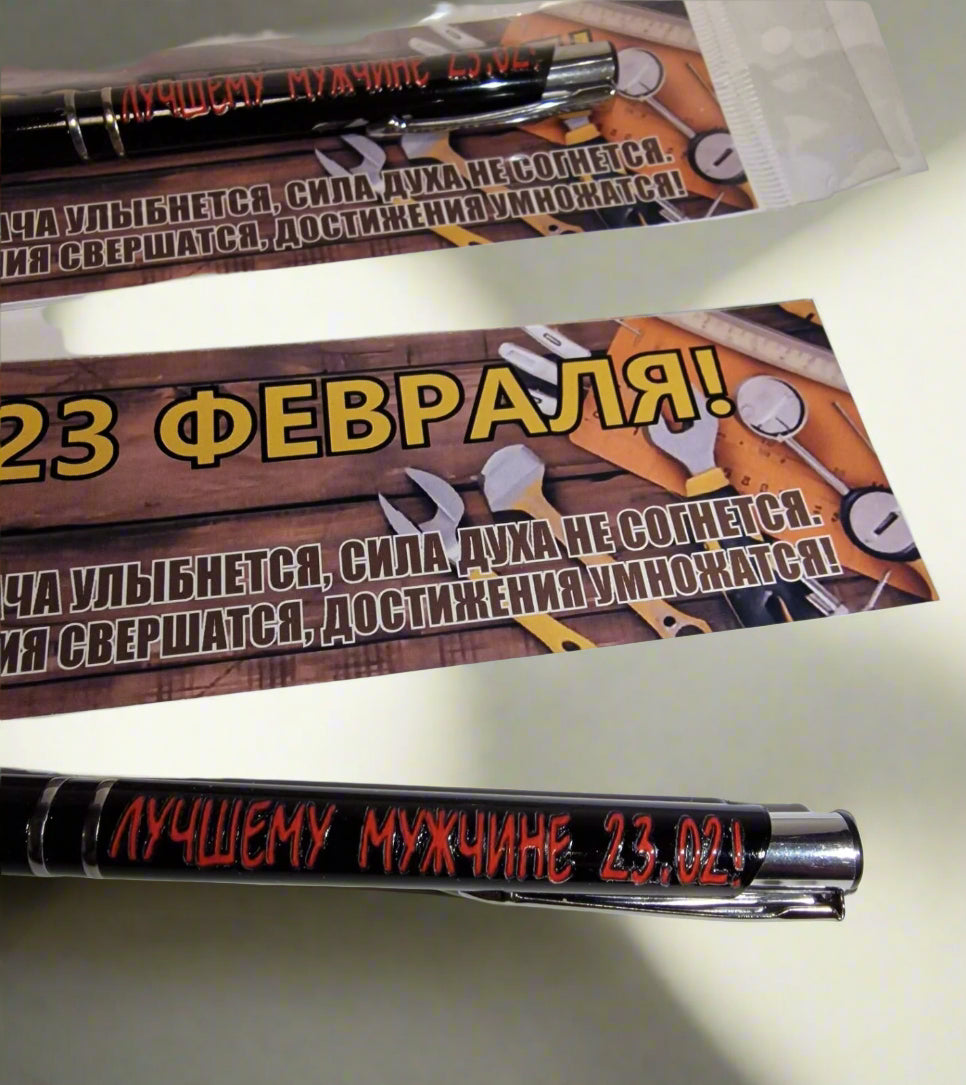 ЛУЧШЕМУ МУЖЧИНЕ 23.02!
УЛЫБНЕТСЯ, СИЛА ДУХА НЕ СОГНЕТСЯ.
СВЕРШАТСЯ, ДОСТИЖЕНИЯ УМНОЖАТСЯ!
23 ФЕВРАЛЯ!
УЛЫБНЕТСЯ, СИЛА ДУХА НЕ СОГНЕТСЯ.
СВЕРШАТСЯ, ДОСТИЖЕНИЯ УМНОЖАТСЯ!
ЛУЧШЕМУ МУЖЧИНЕ 23.02!